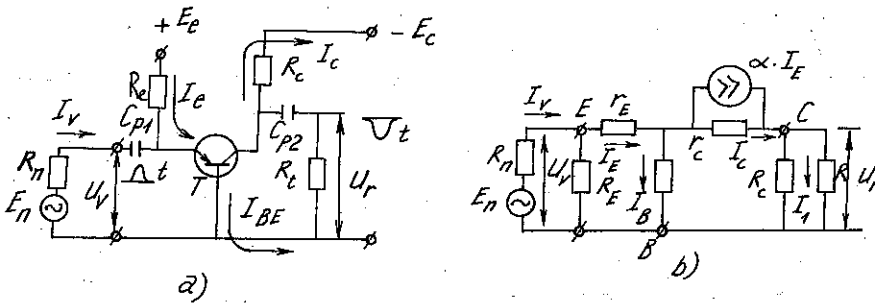 + E_e
- E_c
R_e
I_e
I_c
R_c
I_v
C_p1
C_p2
t
R_n
U_v
t
T
R_t
U_r
E_n
I_BE
a)
α·I_E
I_v
E
r_E
C
R_n
I_E
r_c
I_c
U_v
R_E
I_B
R_c
I_1
R
U_r
E_n
B
b)